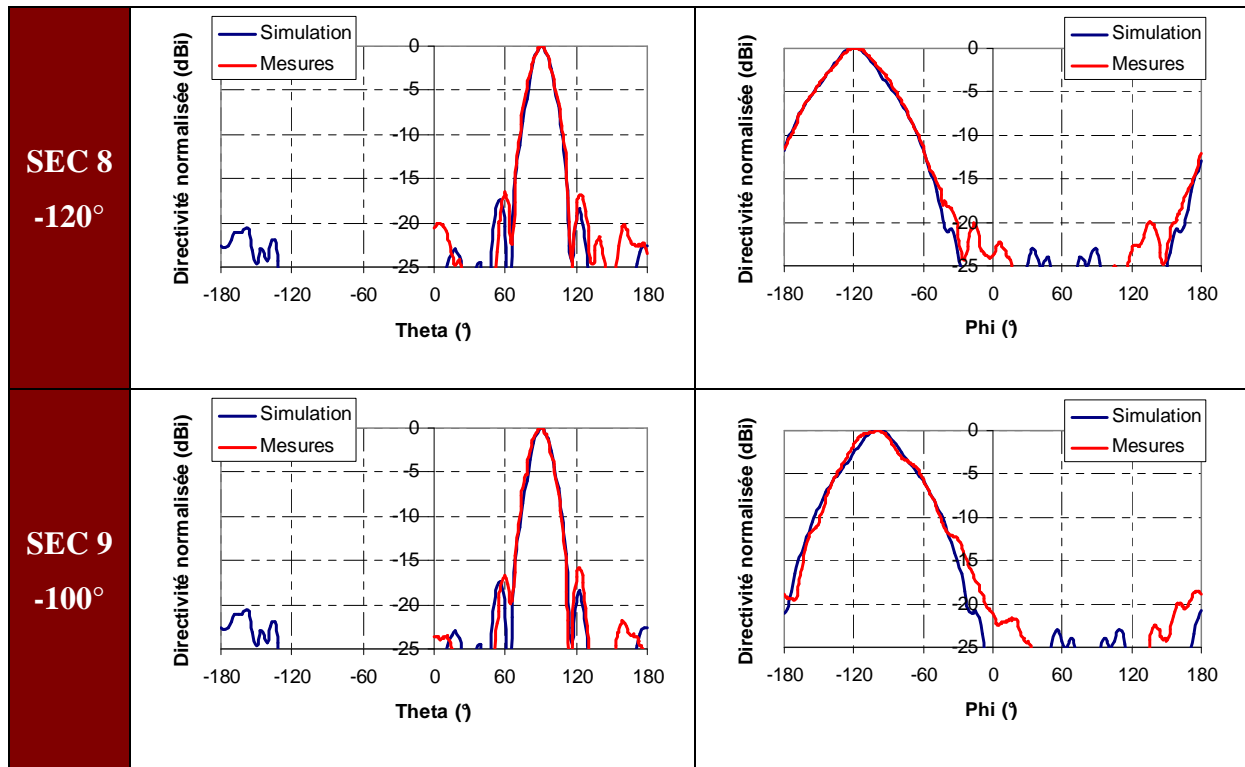 SEC 8
-120°
Simulation
Mesures
Directivité normalisée (dBi)
0
-5
-10
-15
-20
-25
-180 -120 -60 0 60 120 180
Theta (°)
Simulation
Mesures
Directivité normalisée (dBi)
0
-5
-10
-15
-20
-25
-180 -120 -60 0 60 120 180
Phi (°)
SEC 9
-100°
Simulation
Mesures
Directivité normalisée (dBi)
0
-5
-10
-15
-20
-25
-180 -120 -60 0 60 120 180
Theta (°)
Simulation
Mesures
Directivité normalisée (dBi)
0
-5
-10
-15
-20
-25
-180 -120 -60 0 60 120 180
Phi (°)